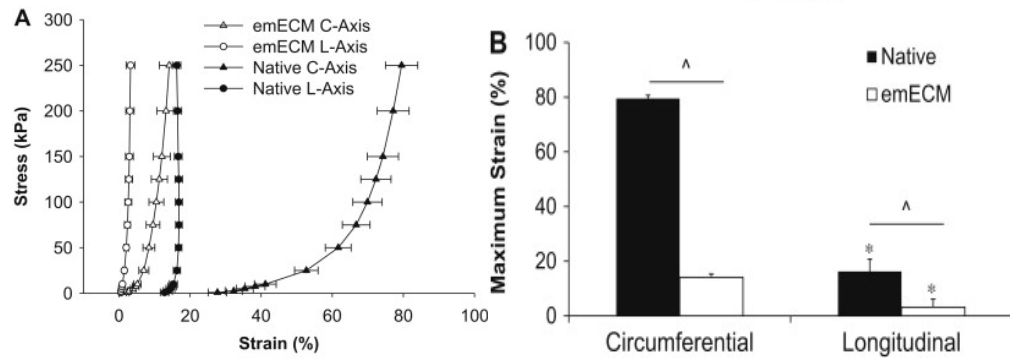 A
300
250
200
150
100
50
0
Stress (kPa)
0 20 40 60 80 100
Strain (%)
emECM C-Axis
emECM L-Axis
Native C-Axis
Native L-Axis
B
100
80
60
40
20
0
Maximum Strain (%)
Native
emECM
^
^
*
*
Circumferential Longitudinal